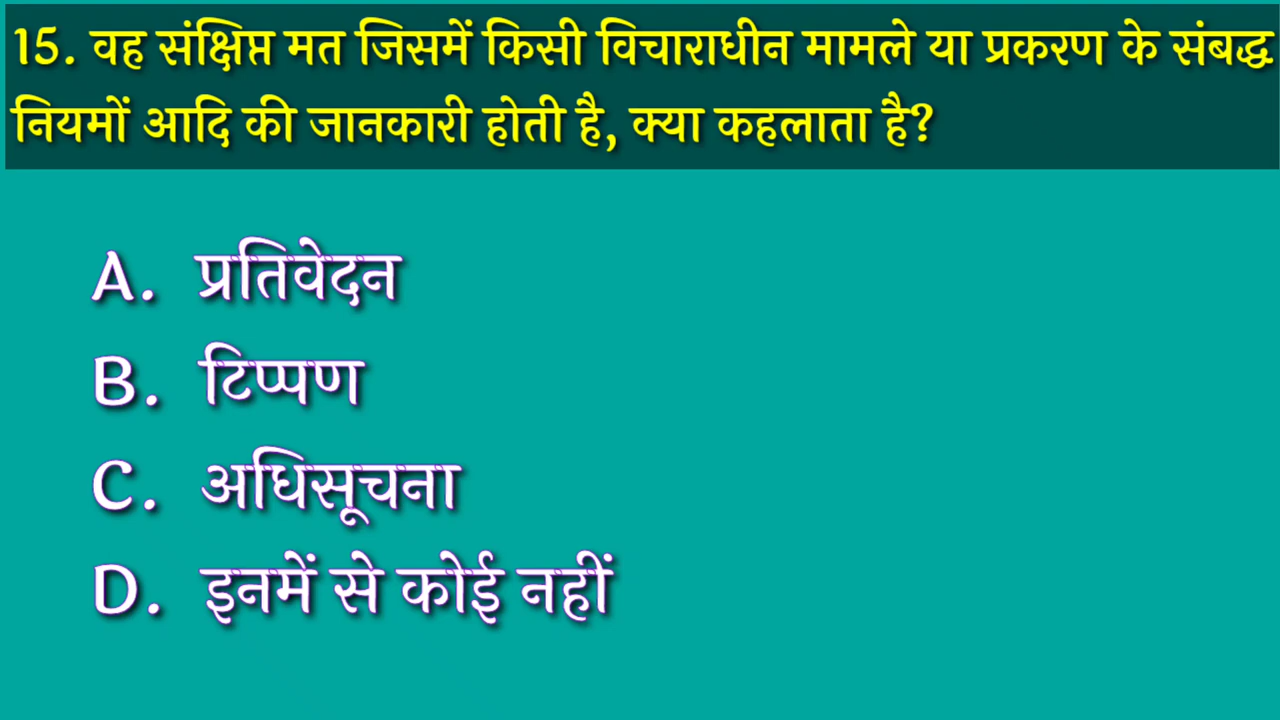 15. वह संक्षिप्त मत जिसमें किसी विचाराधीन मामले या प्रकरण के संबद्ध
नियमों आदि की जानकारी होती है, क्या कहलाता है?
A. प्रतिवेदन
B. टिप्पण
C. अधिसूचना
D. इनमें से कोई नहीं